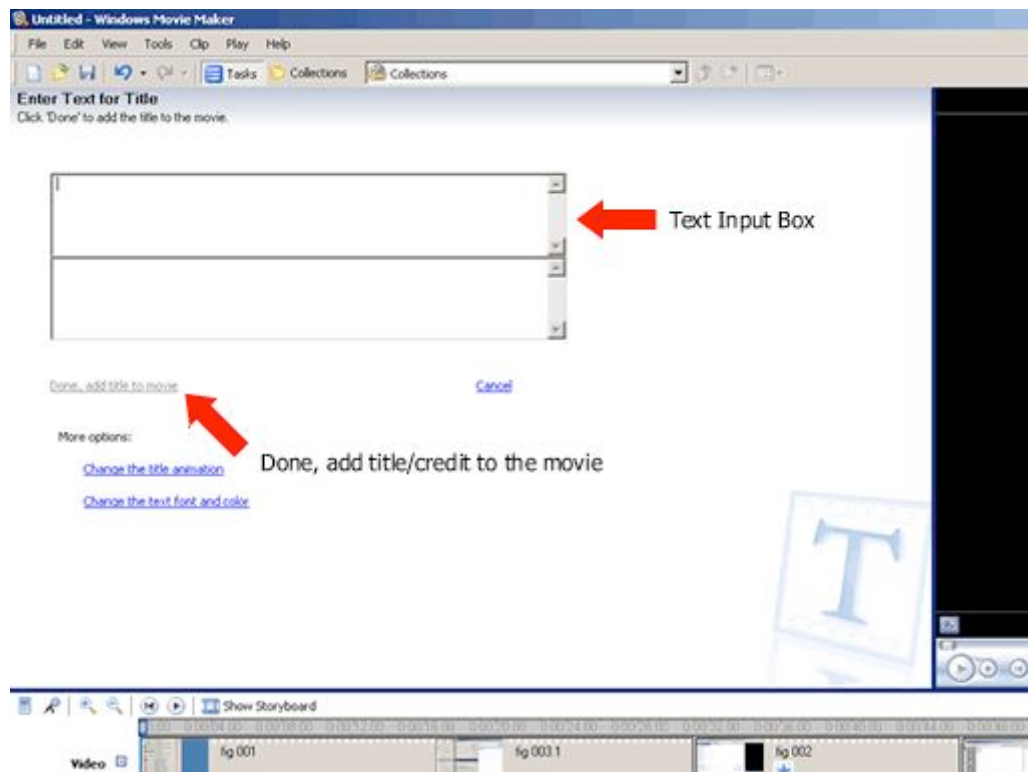 Untitled - Windows Movie Maker
File Edit View Tools Clip Play Help
Tasks Collections Collections
Enter Text for Title
Click 'Done' to add the title to the movie.
Text Input Box
Done, add title to movie
Cancel
More options:
Change the title animation
Done, add title/credit to the movie
Change the text font and color
T
Show Storyboard
Video
fig 001
fig 003.1
fig 002